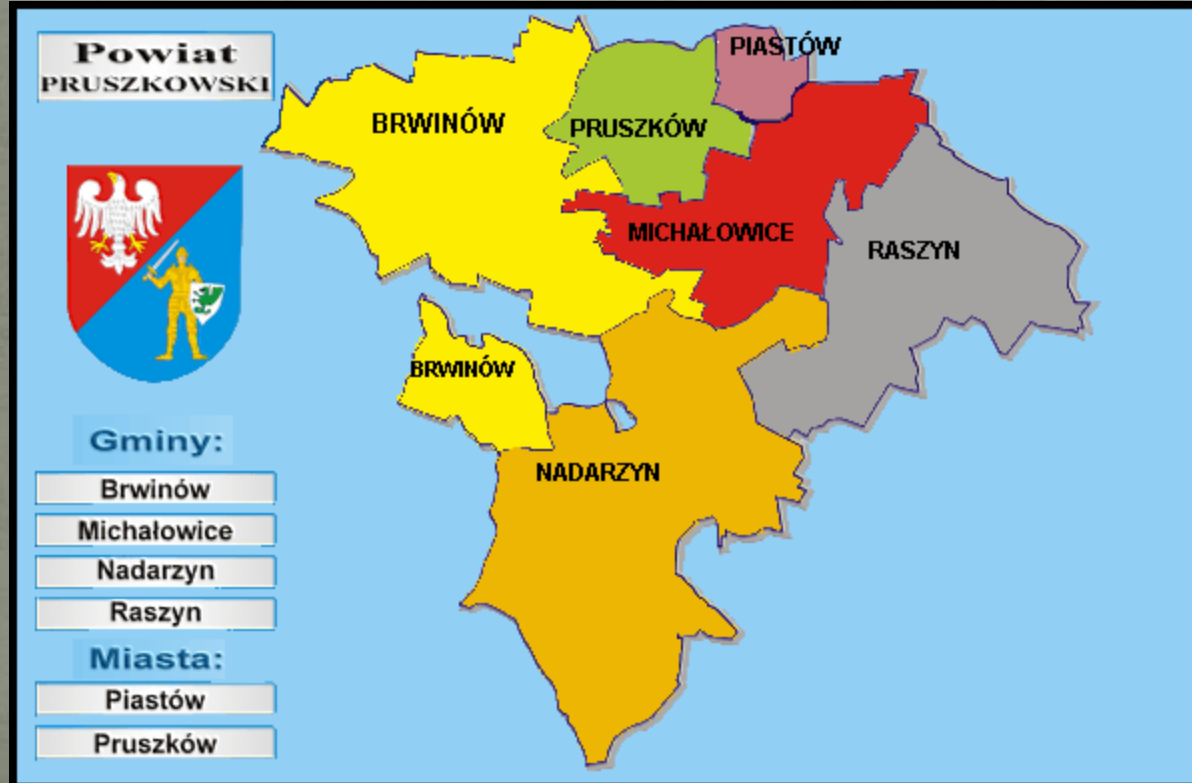 Powiat
PRUSZKOWSKI
PIASTÓW
BRWINÓW
PRUSZKÓW
MICHAŁOWICE
RASZYN
BRWINÓW
NADARZYN
Gminy:
Brwinów
Michałowice
Nadarzyn
Raszyn
Miasta:
Piastów
Pruszków